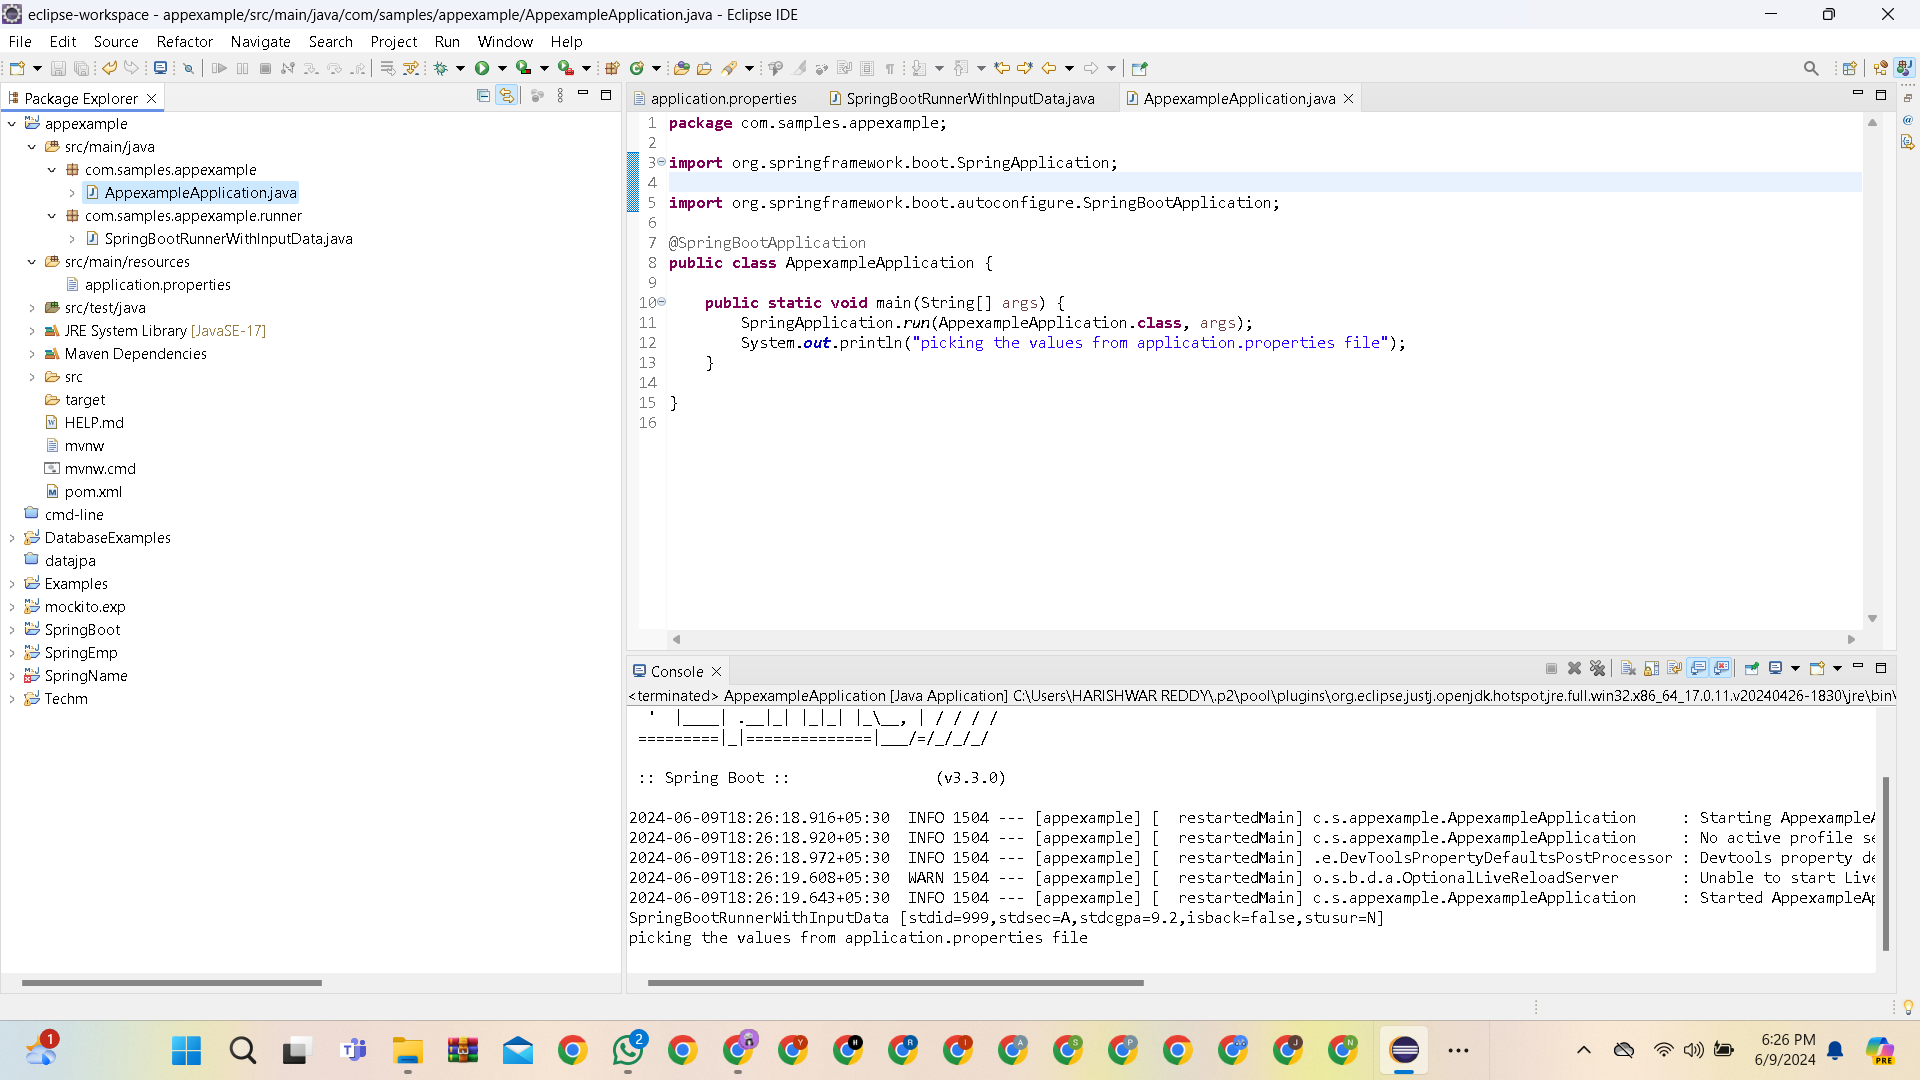 eclipse-workspace - appexample/src/main/java/com/samples/appexample/AppexampleApplication.java - Eclipse IDE
File Edit Source Refactor Navigate Search Project Run Window Help
Package Explorer
appexample
src/main/java
com.samples.appexample
AppexampleApplication.java
com.samples.appexample.runner
SpringBootRunnerWithInputData.java
src/main/resources
application.properties
src/test/java
JRE System Library [JavaSE-17]
Maven Dependencies
src
target
HELP.md
mvnw
mvnw.cmd
pom.xml
cmd-line
DatabaseExamples
datajpa
Examples
mockito.exp
SpringBoot
SpringEmp
SpringName
Techm
application.properties SpringBootRunnerWithInputData.java AppexampleApplication.java
1 package com.samples.appexample;
2
3 import org.springframework.boot.SpringApplication;
4
5 import org.springframework.boot.autoconfigure.SpringBootApplication;
6
7 @SpringBootApplication
8 public class AppexampleApplication {
9
10 public static void main(String[] args) {
11 SpringApplication.run(AppexampleApplication.class, args);
12 System.out.println("picking the values from application.properties file");
13 }
14
15 }
16
Console
<terminated> AppexampleApplication [Java Application] C:\Users\HARISHWAR REDDY\.p2\pool\plugins\org.eclipse.justj.openjdk.hotspot.jre.full.win32.x86_64_17.0.11.v20240426-1830\jre\bin\
' |____| .__|_| |_|_| |_\__, | / / / /
=========|_|==============|___/=/_/_/_/
:: Spring Boot :: (v3.3.0)
2024-06-09T18:26:18.916+05:30 INFO 1504 --- [appexample] [ restartedMain] c.s.appexample.AppexampleApplication : Starting AppexampleA
2024-06-09T18:26:18.920+05:30 INFO 1504 --- [appexample] [ restartedMain] c.s.appexample.AppexampleApplication : No active profile se
2024-06-09T18:26:18.972+05:30 INFO 1504 --- [appexample] [ restartedMain] .e.DevToolsPropertyDefaultsPostProcessor : Devtools property de
2024-06-09T18:26:19.608+05:30 WARN 1504 --- [appexample] [ restartedMain] o.s.b.d.a.OptionalLiveReloadServer : Unable to start Live
2024-06-09T18:26:19.643+05:30 INFO 1504 --- [appexample] [ restartedMain] c.s.appexample.AppexampleApplication : Started AppexampleAp
SpringBootRunnerWithInputData [stdid=999,stdsec=A,stdcgpa=9.2,isback=false,stusur=N]
picking the values from application.properties file
1
2
6:26 PM
6/9/2024
PRE